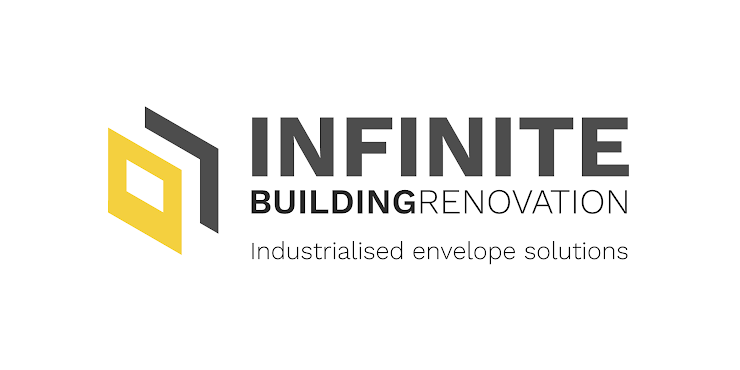 INFINITE
BUILDINGRENOVATION
Industrialised envelope solutions